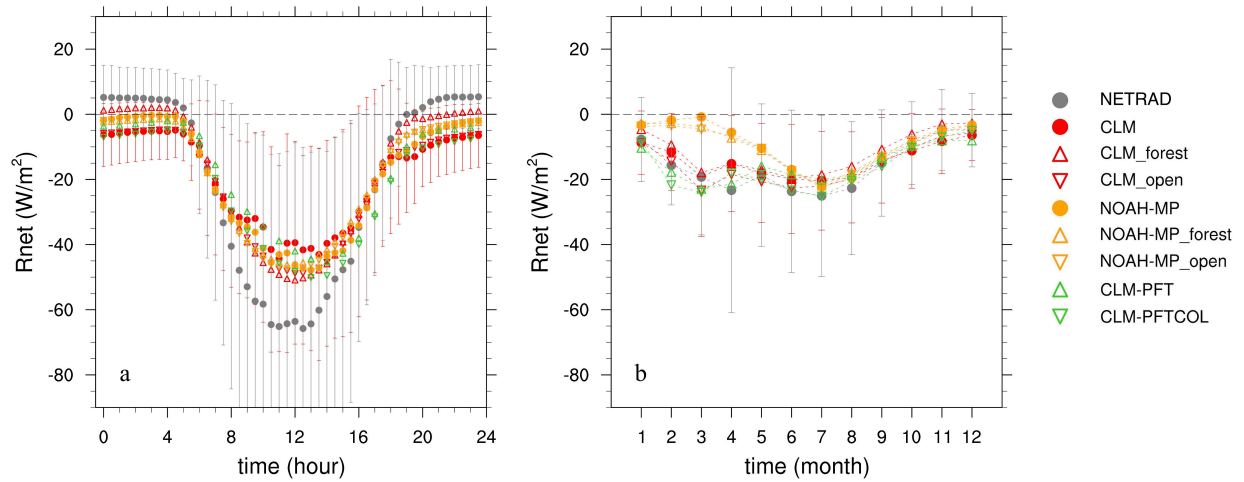 20
0
-20
-40
-60
-80
Rnet (W/m²)
a
0 4 8 12 16 20 24
time (hour)
20
0
-20
-40
-60
-80
Rnet (W/m²)
b
1 2 3 4 5 6 7 8 9 10 11 12
time (month)
NETRAD
CLM
CLM_forest
CLM_open
NOAH-MP
NOAH-MP_forest
NOAH-MP_open
CLM-PFT
CLM-PFTCOL